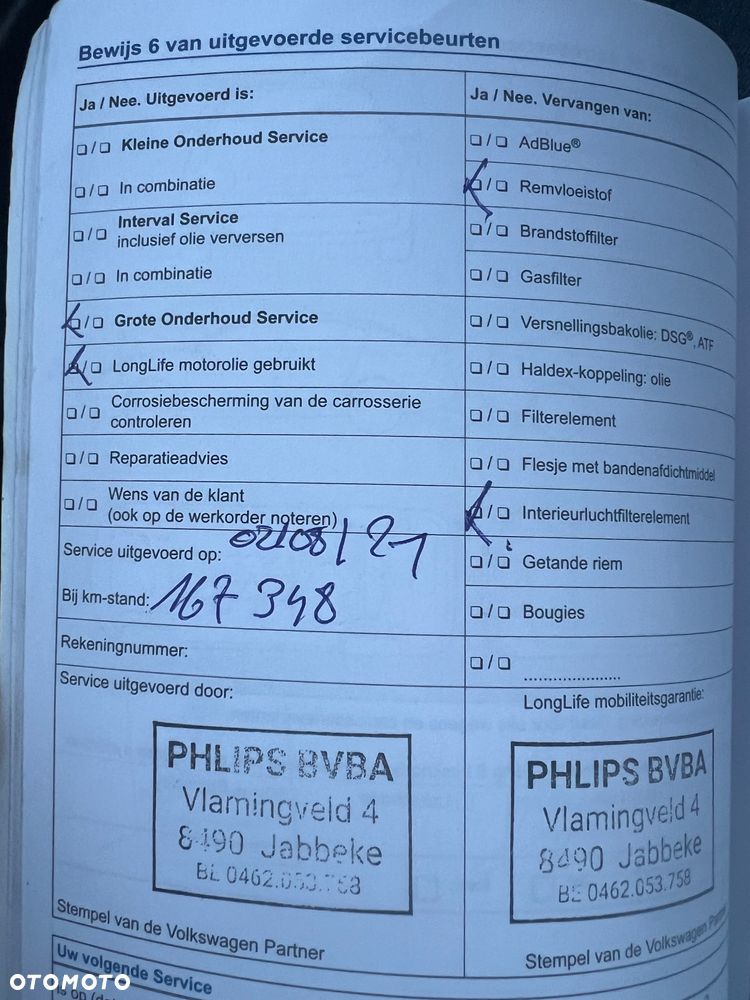 Bewijs 6 van uitgevoerde servicebeurten
Ja / Nee. Uitgevoerd is:
Kleine Onderhoud Service
In combinatie
Interval Service
inclusief olie verversen
In combinatie
Grote Onderhoud Service
LongLife motorolie gebruikt
Corrosiebescherming van de carrosserie
controleren
Reparatieadvies
Wens van de klant
(ook op de werkorder noteren)
Service uitgevoerd op: 02/08/21
Bij km-stand: 167 348
Rekeningnummer:
Service uitgevoerd door:
PHLIPS BVBA
Vlamingveld 4
8490 Jabbeke
BE 0462.053.758
Stempel van de Volkswagen Partner
Ja / Nee. Vervangen van:
AdBlue®
Remvloeistof
Brandstoffilter
Gasfilter
Versnellingsbakolie: DSG®, ATF
Haldex-koppeling: olie
Filterelement
Flesje met bandenafdichtmiddel
Interieurluchtfilterelement
Getande riem
Bougies
LongLife mobiliteitsgarantie:
PHLIPS BVBA
Vlamingveld 4
8490 Jabbeke
BE 0462.053.758
Stempel van de Volkswagen Partner
Uw volgende Service
is op
OTOMOTO